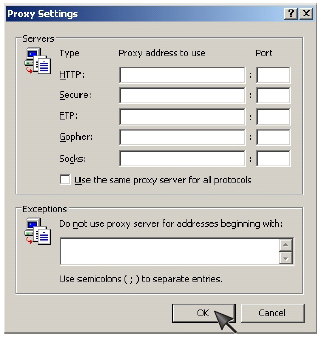 Proxy Settings
Servers
Type Proxy address to use Port
HTTP: :
Secure: :
FTP: :
Gopher: :
Socks: :
Use the same proxy server for all protocols
Exceptions
Do not use proxy server for addresses beginning with:
Use semicolons ( ; ) to separate entries.
OK Cancel